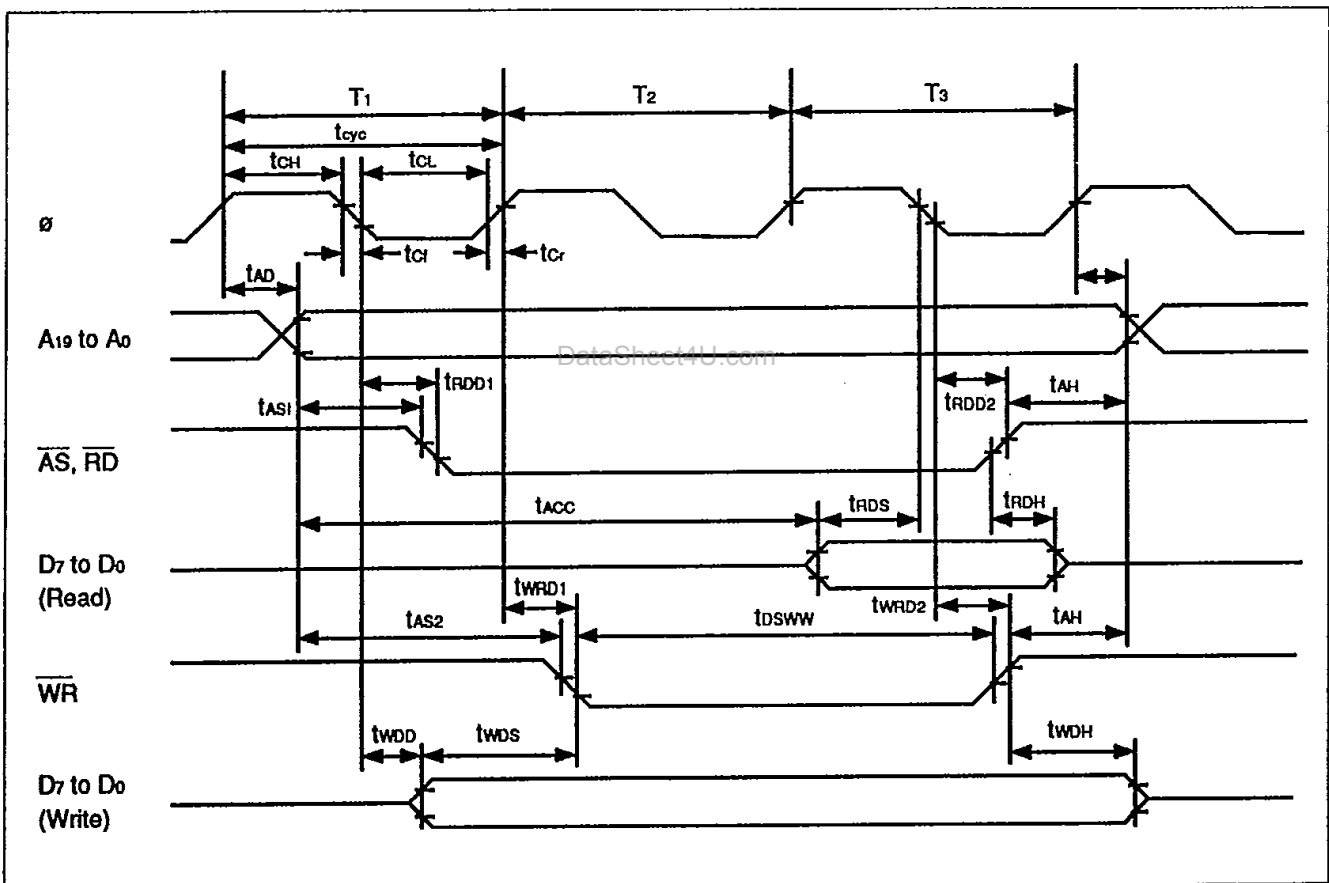 T1 T2 T3
tcyc
tCH tCL
ø
tCf tCr
tAD
A19 to A0
DataSheet4U.com
tRDD1 tRDD2 tAH
tAS1
AS, RD
tACC tRDS tRDH
D7 to D0
(Read)
tWRD1 tWRD2
tAS2 tDSWW tAH
WR
tWDD tWDS tWDH
D7 to D0
(Write)